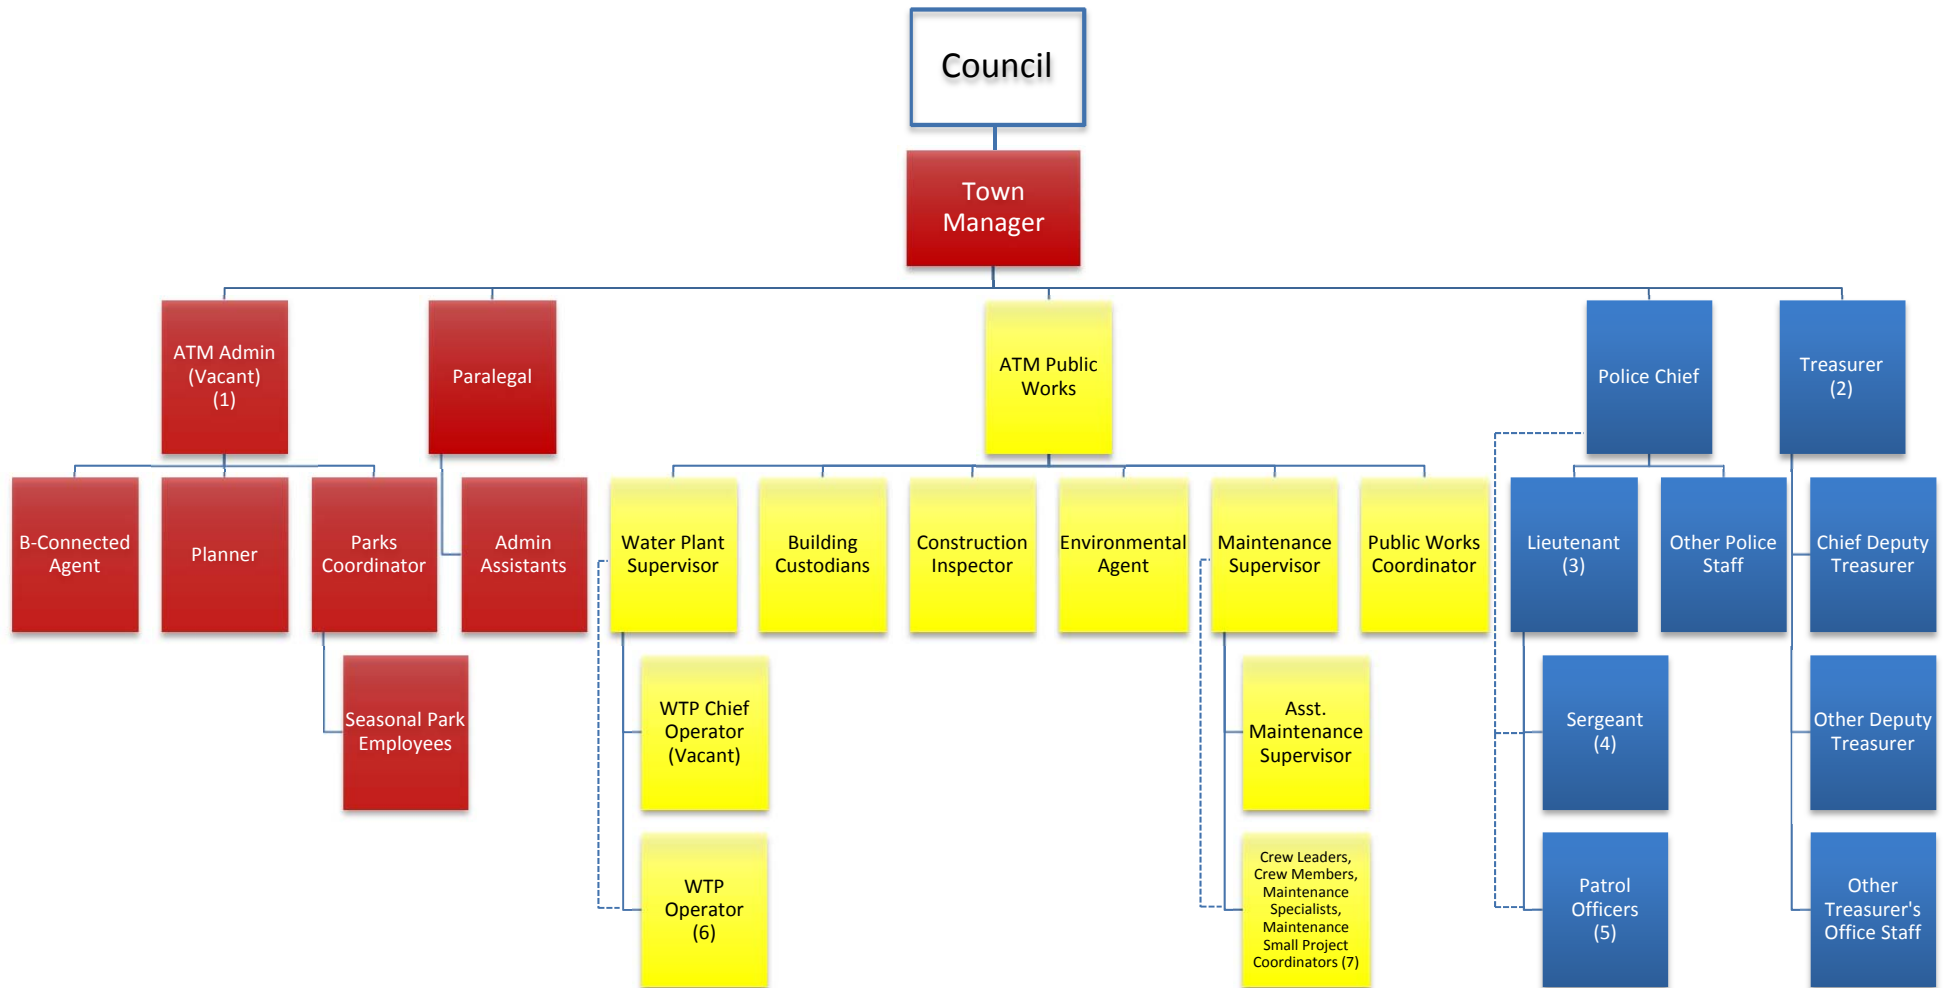 Council
Town
Manager
ATM Admin
(Vacant)
(1)
Paralegal
ATM Public
Works
Police Chief
Treasurer
(2)
B-Connected
Agent
Planner
Parks
Coordinator
Admin
Assistants
Water Plant
Supervisor
Building
Custodians
Construction
Inspector
Environmental
Agent
Maintenance
Supervisor
Public Works
Coordinator
Lieutenant
(3)
Other Police
Staff
Chief Deputy
Treasurer
Seasonal Park
Employees
WTP Chief
Operator
(Vacant)
Asst.
Maintenance
Supervisor
Sergeant
(4)
Other Deputy
Treasurer
WTP
Operator
(6)
Crew Leaders,
Crew Members,
Maintenance
Specialists,
Maintenance
Small Project
Coordinators (7)
Patrol
Officers
(5)
Other
Treasurer's
Office Staff